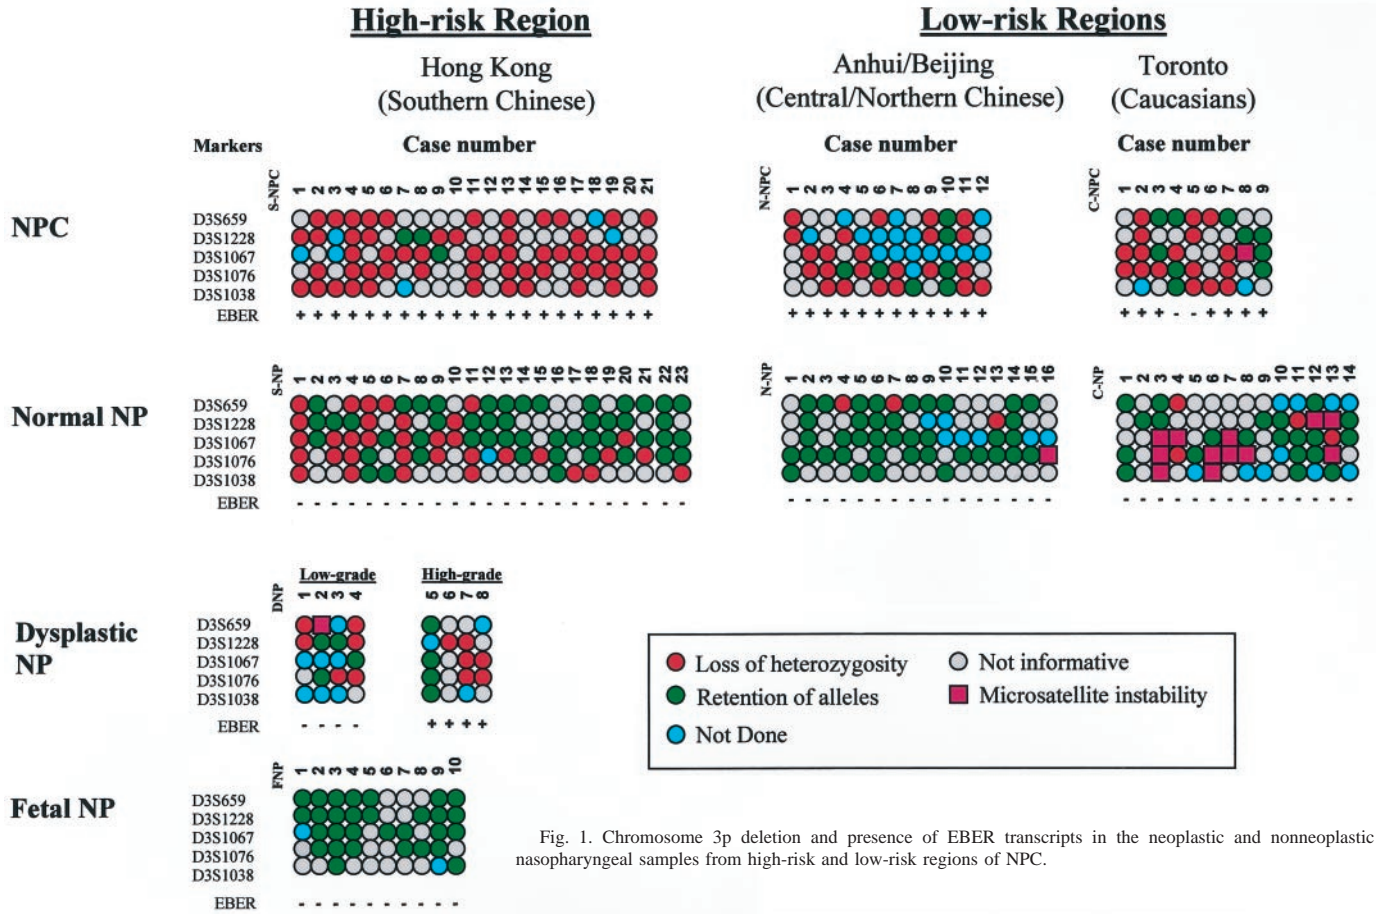 High-risk Region
Low-risk Regions
Hong Kong
(Southern Chinese)
Anhui/Beijing
(Central/Northern Chinese)
Toronto
(Caucasians)
Markers
Case number
Case number
Case number
NPC
S-NPC 1 2 3 4 5 6 7 8 9 10 11 12 13 14 15 16 17 18 19 20 21
N-NPC 1 2 3 4 5 6 7 8 9 10 11 12
C-NPC 1 2 3 4 5 6 7 8 9
D3S659
D3S1228
D3S1067
D3S1076
D3S1038
EBER + + + + + + + + + + + + + + + + + + + + + + + + + + + + + + + + + + + + - - + + + +
Normal NP
S-NP 1 2 3 4 5 6 7 8 9 10 11 12 13 14 15 16 17 18 19 20 21 22 23
N-NP 1 2 3 4 5 6 7 8 9 10 11 12 13 14 15 16
C-NP 1 2 3 4 5 6 7 8 9 10 11 12 13 14
D3S659
D3S1228
D3S1067
D3S1076
D3S1038
EBER - - - - - - - - - - - - - - - - - - - - - - - - - - - - - - - - - - - - - - - - - - - - - - - - - - - - -
Dysplastic
NP
Low-grade
High-grade
DNP 1 2 3 4 5 6 7 8
D3S659
D3S1228
D3S1067
D3S1076
D3S1038
EBER - - - - + + + +
Loss of heterozygosity
Not informative
Retention of alleles
Microsatellite instability
Not Done
Fetal NP
FNP 1 2 3 4 5 6 7 8 9 10
D3S659
D3S1228
D3S1067
D3S1076
D3S1038
EBER - - - - - - - - - -
Fig. 1. Chromosome 3p deletion and presence of EBER transcripts in the neoplastic and nonneoplastic
nasopharyngeal samples from high-risk and low-risk regions of NPC.